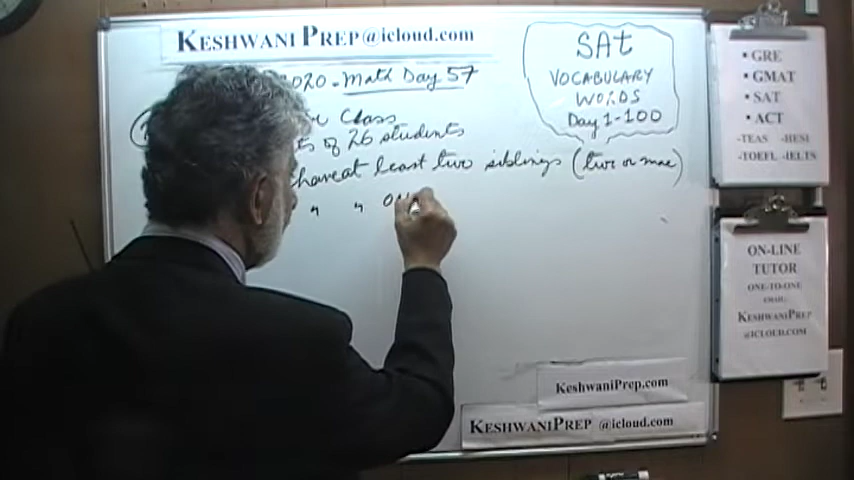 KESHWANI PREP@icloud.com
2020 - Math Day 57
Class
of 26 students
have at least two siblings (two or more)
" "
SAt
VOCABULARY
WORDS
Day 1-100
• GRE
• GMAT
• SAT
• ACT
-TEAS -HESI
-TOEFL -IELTS
ON-LINE
TUTOR
ONE-TO-ONE
EMAIL:
KESHWANIPREP
@ICLOUD.COM
KeshwaniPrep.com
KESHWANIPREP @icloud.com